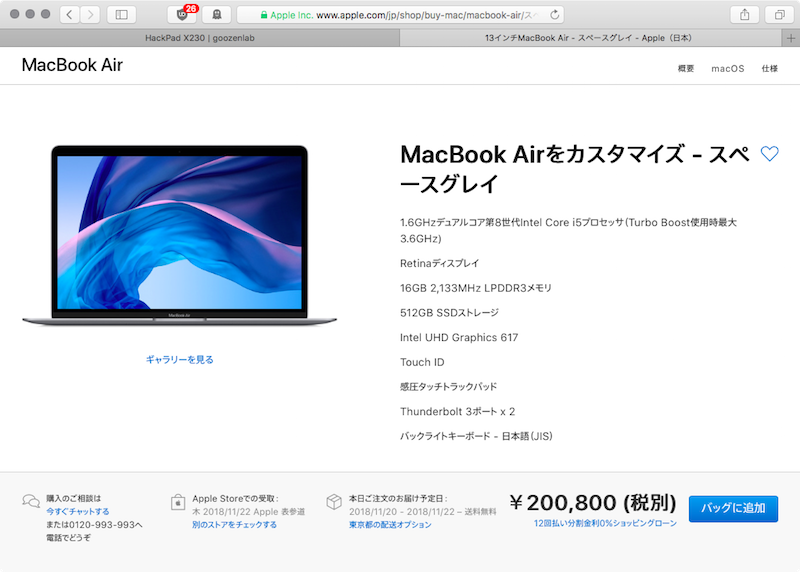 26
Apple Inc. www.apple.com/jp/shop/buy-mac/macbook-air/ス
HackPad X230 | goozenlab
13インチMacBook Air - スペースグレイ - Apple（日本）
MacBook Air
概要 macOS 仕様
MacBook Airをカスタマイズ - スペ
ースグレイ
1.6GHzデュアルコア第8世代Intel Core i5プロセッサ（Turbo Boost使用時最大
3.6GHz）
Retinaディスプレイ
16GB 2,133MHz LPDDR3メモリ
512GB SSDストレージ
Intel UHD Graphics 617
Touch ID
感圧タッチトラックパッド
Thunderbolt 3ポート x 2
バックライトキーボード - 日本語（JIS）
MacBook Air
ギャラリーを見る
購入のご相談は
今すぐチャットする
または0120-993-993へ
電話でどうぞ
Apple Storeでの受取：
木 2018/11/22 Apple 表参道
別のストアをチェックする
本日ご注文のお届け予定日：
2018/11/20 - 2018/11/22 – 送料無料
東京都の配送オプション
￥200,800 (税別)
12回払い分割金利0%ショッピングローン
バッグに追加